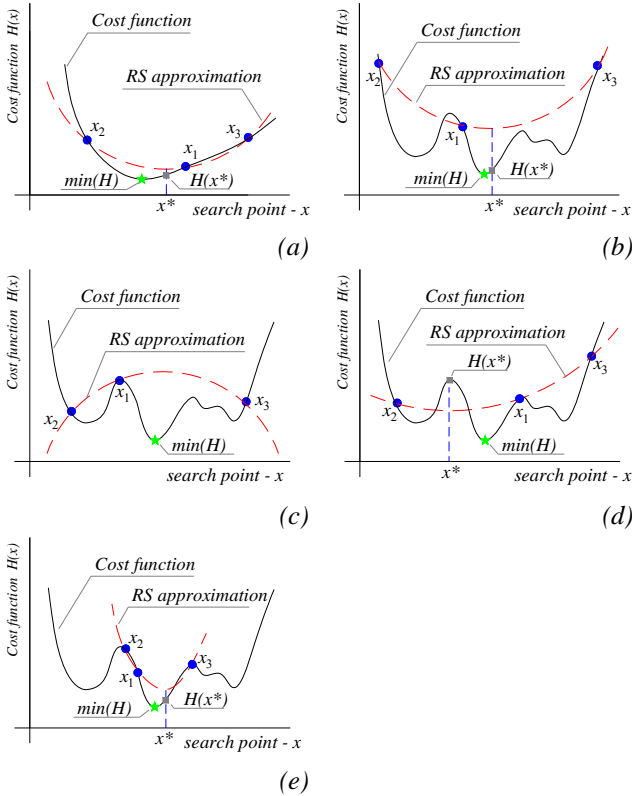 Cost function H(x)
Cost function
RS approximation
x2
x1
x3
min(H)
H(x*)
x*
search point - x
(a)
Cost function H(x)
Cost function
RS approximation
x2
x3
x1
min(H)
H(x*)
x*
search point - x
(b)
Cost function H(x)
Cost function
RS approximation
x1
x2
x3
min(H)
search point - x
(c)
Cost function H(x)
Cost function
RS approximation
H(x*)
x3
x2
x1
min(H)
x*
search point - x
(d)
Cost function H(x)
Cost function
RS approximation
x2
x3
x1
min(H)
H(x*)
x*
search point - x
(e)